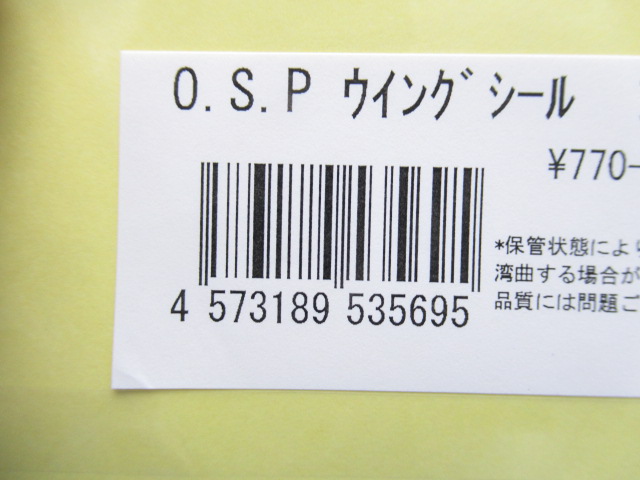 O.S.P ｳｲﾝｸﾞｼｰﾙ
¥770-
*保管状態によ
湾曲する場合が
品質には問題ご
4 573189 535695